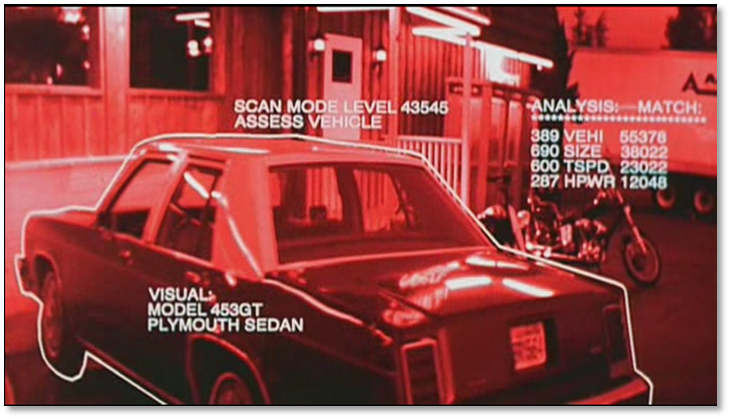 SCAN MODE LEVEL 43545
ASSESS VEHICLE
ANALYSIS: MATCH:
389 VEHI 55378
690 SIZE 38022
600 TSPD 23022
287 HPWR 12048
VISUAL:
MODEL 453GT
PLYMOUTH SEDAN